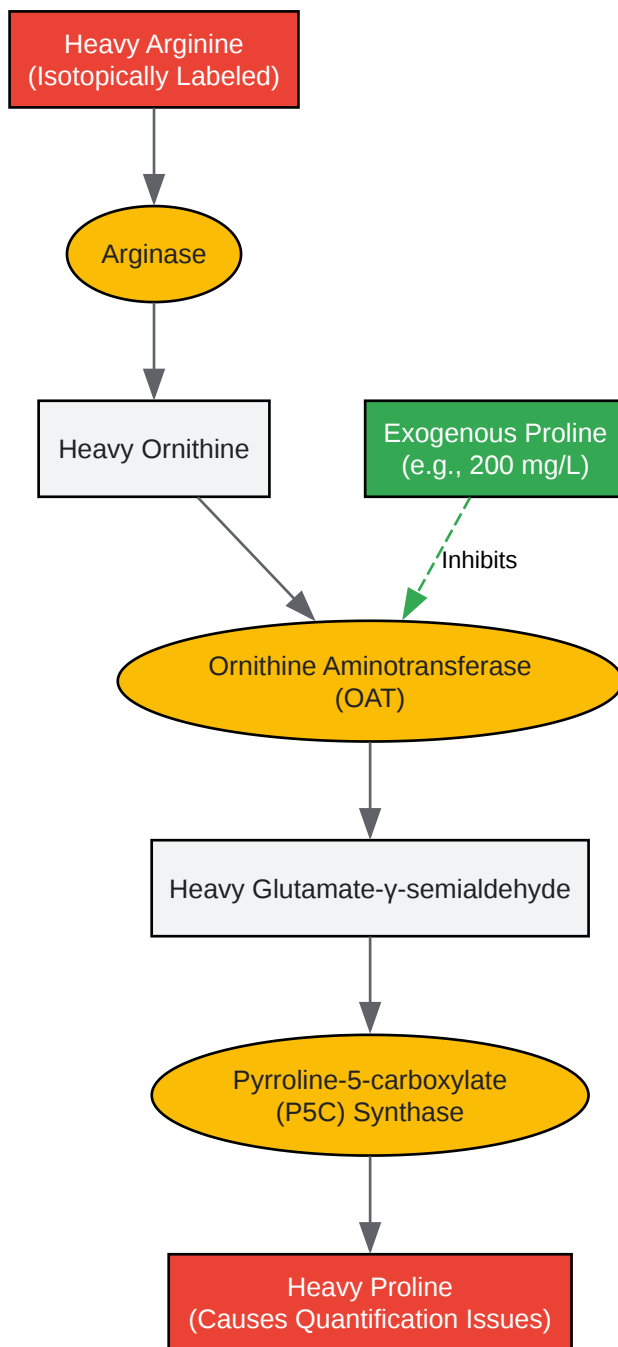 Heavy Arginine
(Isotopically Labeled)
Arginase
Heavy Ornithine
Exogenous Proline
(e.g., 200 mg/L)
Inhibits
Ornithine Aminotransferase
(OAT)
Heavy Glutamate-γ-semialdehyde
Pyrroline-5-carboxylate
(P5C) Synthase
Heavy Proline
(Causes Quantification Issues)